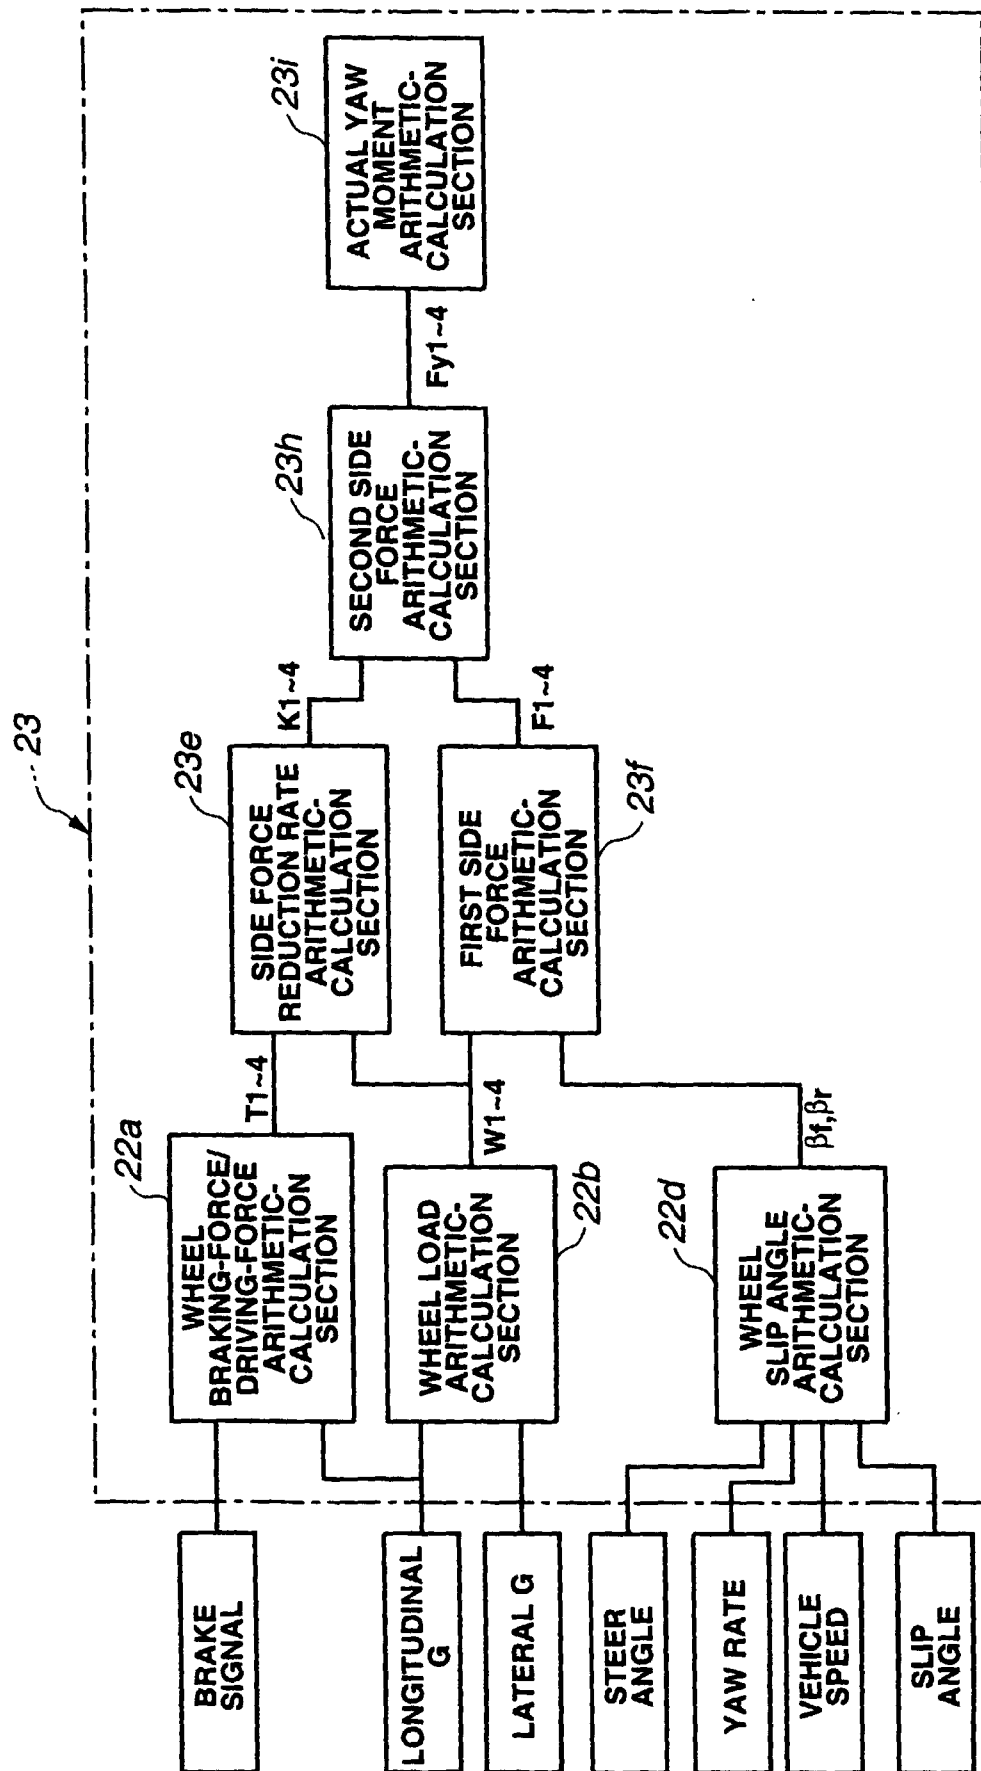 23
BRAKE
SIGNAL
LONGITUDINAL
G
LATERAL G
STEER
ANGLE
YAW RATE
VEHICLE
SPEED
SLIP
ANGLE
22a
WHEEL
BRAKING-FORCE/
DRIVING-FORCE
ARITHMETIC-
CALCULATION
SECTION
T1~4
22b
WHEEL LOAD
ARITHMETIC-
CALCULATION
SECTION
W1~4
22d
WHEEL
SLIP ANGLE
ARITHMETIC-
CALCULATION
SECTION
βf,βr
23e
SIDE FORCE
REDUCTION RATE
ARITHMETIC-
CALCULATION
SECTION
K1~4
23f
FIRST SIDE
FORCE
ARITHMETIC-
CALCULATION
SECTION
F1~4
23h
SECOND SIDE
FORCE
ARITHMETIC-
CALCULATION
SECTION
Fy1~4
23i
ACTUAL YAW
MOMENT
ARITHMETIC-
CALCULATION
SECTION